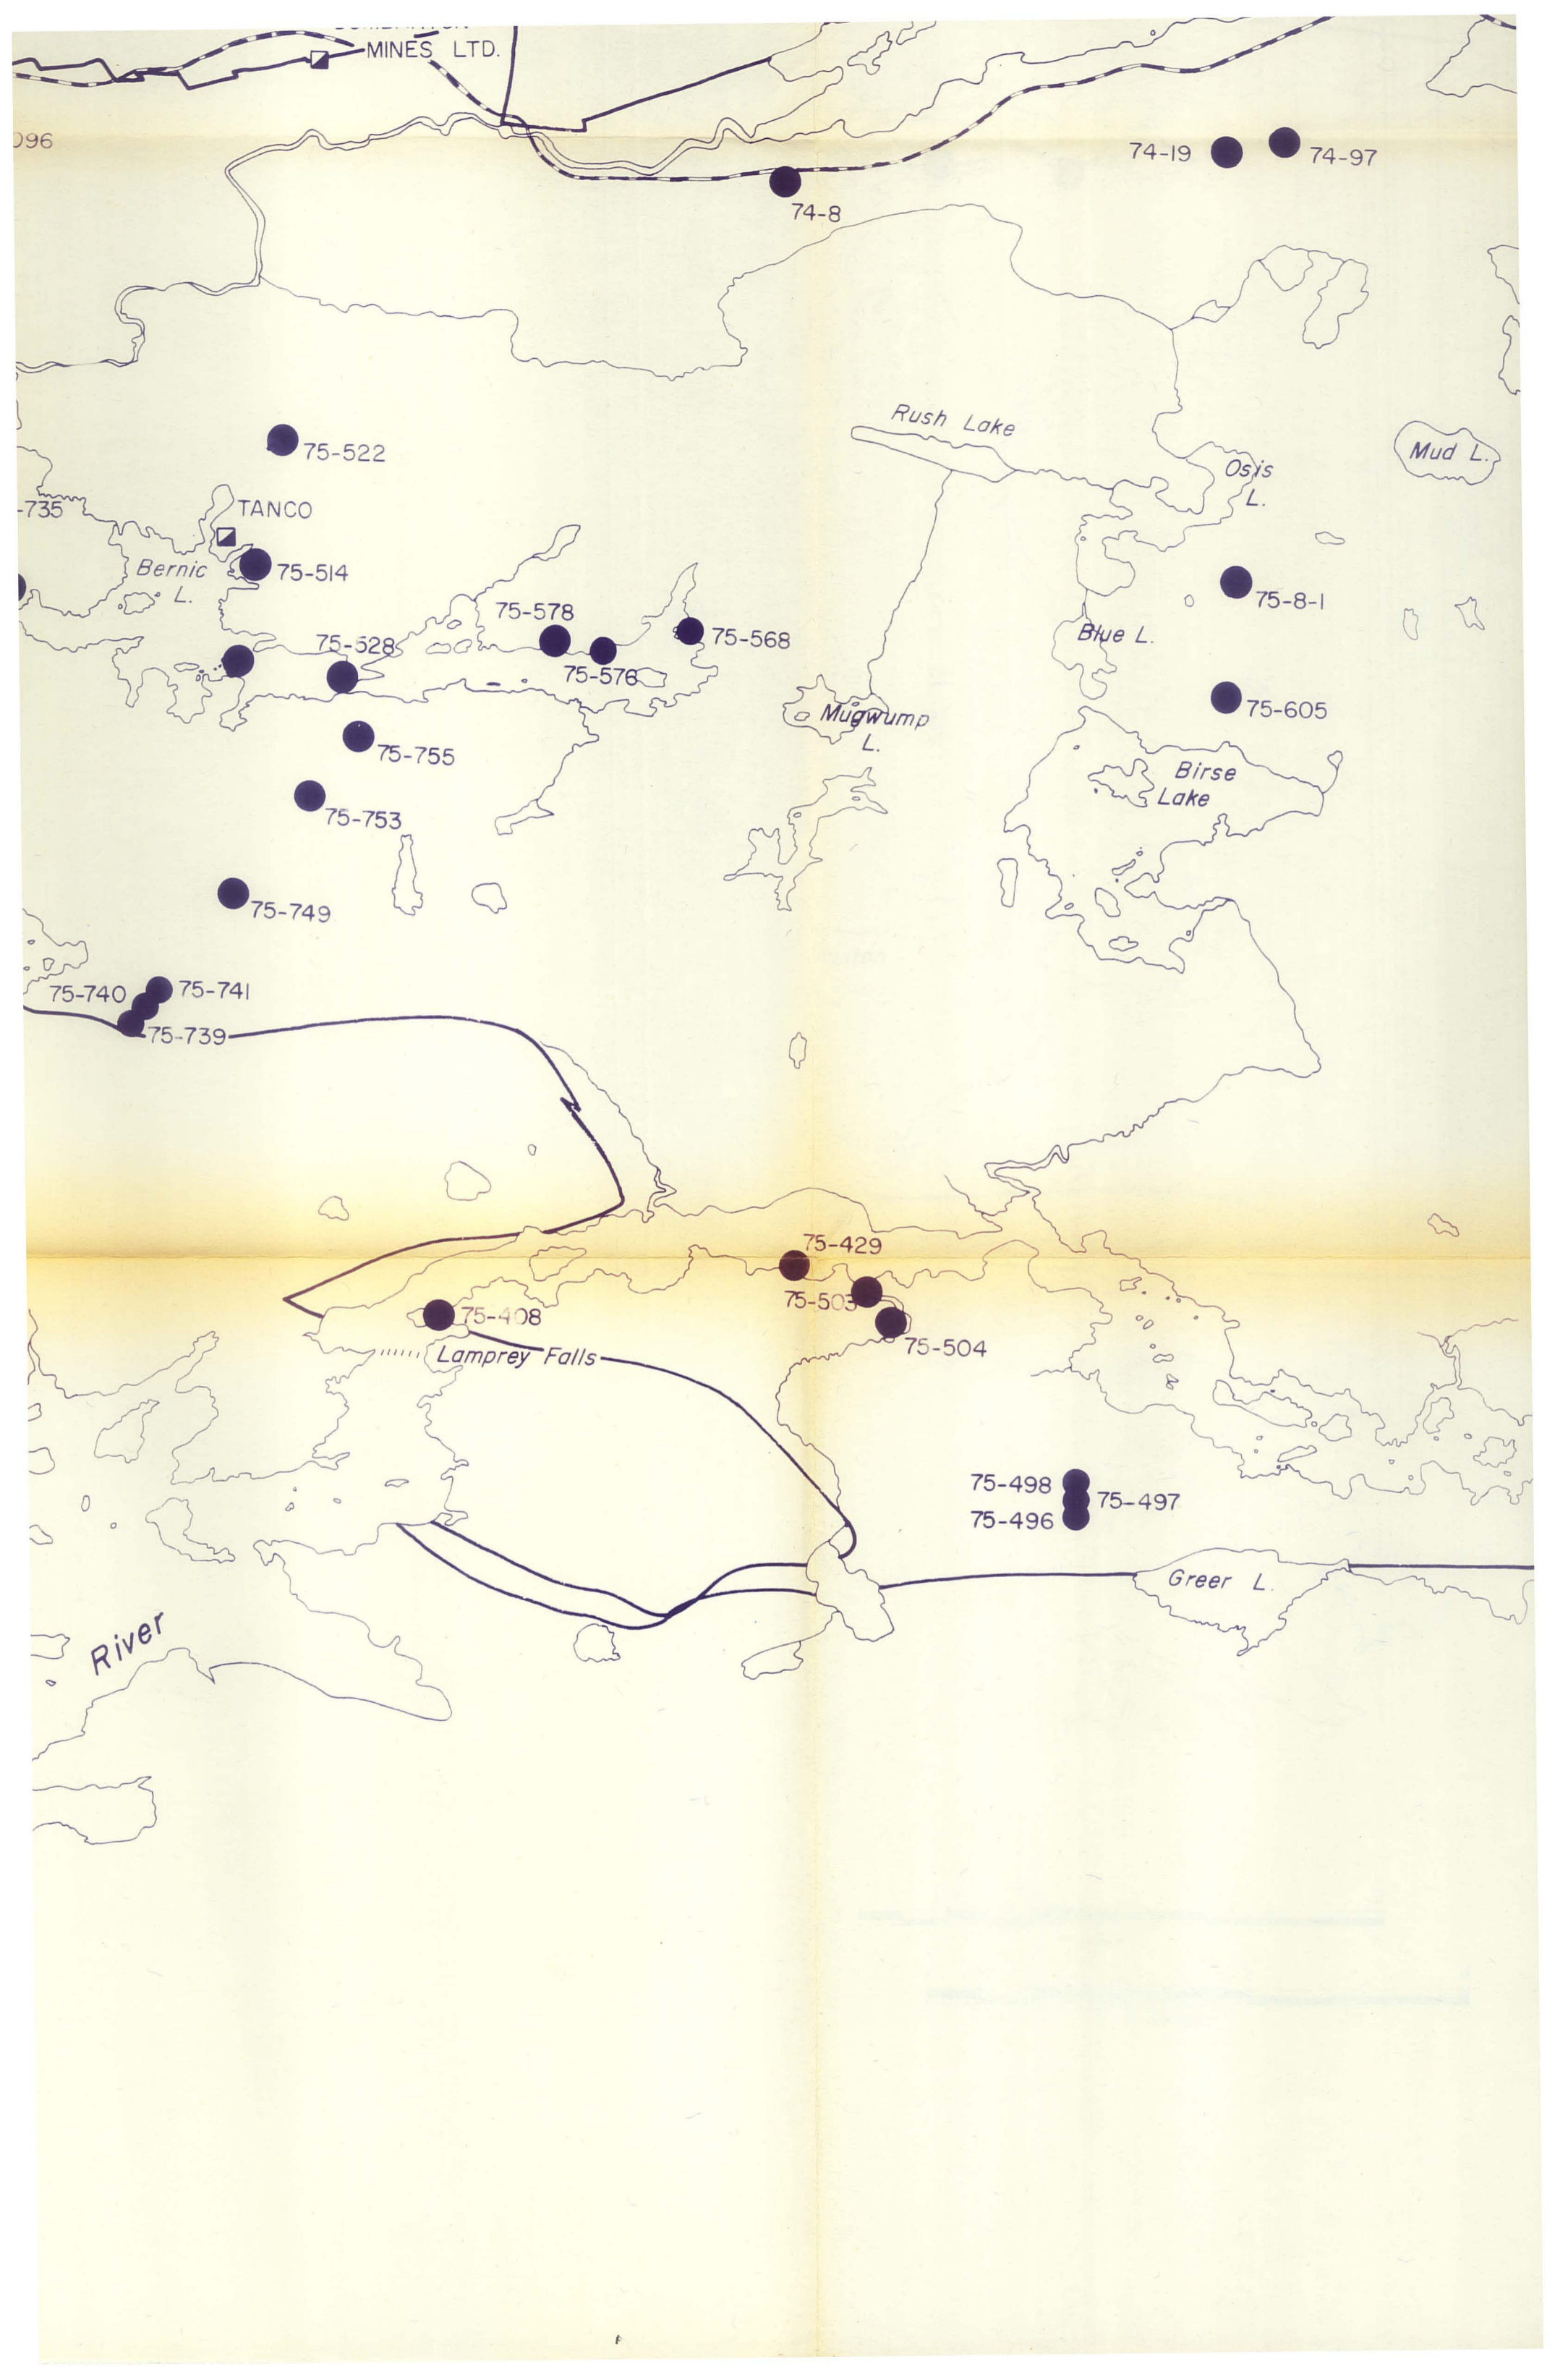 MINES LTD.
096
74-19
74-97
74-8
Rush Lake
75-522
Mud L.
Osis
L.
-735
TANCO
Bernic
L.
75-514
75-8-1
75-578
75-528
75-568
Blue L.
75-576
75-605
Mugwump
L.
75-755
Birse
Lake
75-753
75-749
75-740
75-741
75-739
75-429
75-503
75-408
75-504
Lamprey Falls
75-498
75-497
75-496
Greer L.
River